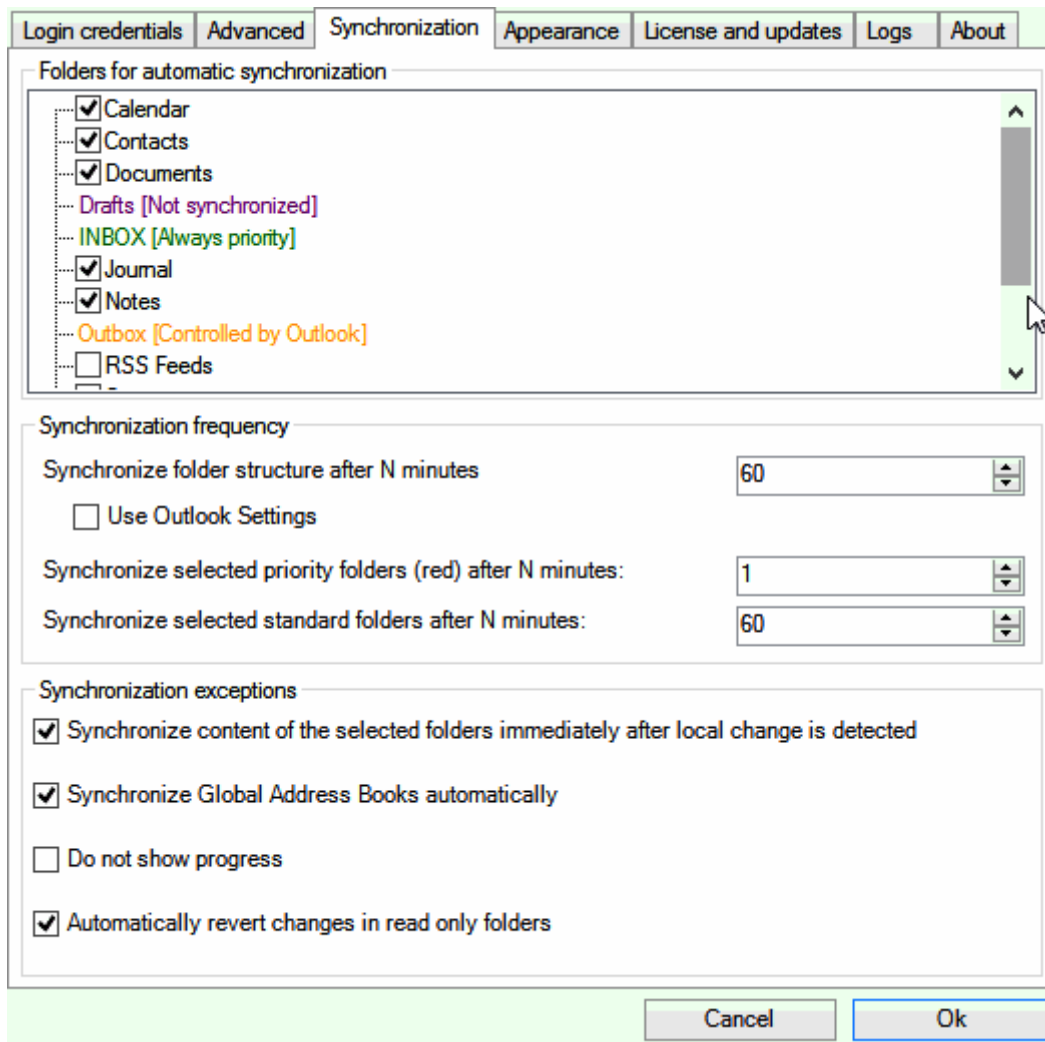 Login credentials Advanced Synchronization Appearance License and updates Logs About
Folders for automatic synchronization
Calendar
Contacts
Documents
Drafts [Not synchronized]
INBOX [Always priority]
Journal
Notes
Outbox [Controlled by Outlook]
RSS Feeds
Synchronization frequency
Synchronize folder structure after N minutes 60
Use Outlook Settings
Synchronize selected priority folders (red) after N minutes: 1
Synchronize selected standard folders after N minutes: 60
Synchronization exceptions
Synchronize content of the selected folders immediately after local change is detected
Synchronize Global Address Books automatically
Do not show progress
Automatically revert changes in read only folders
Cancel Ok